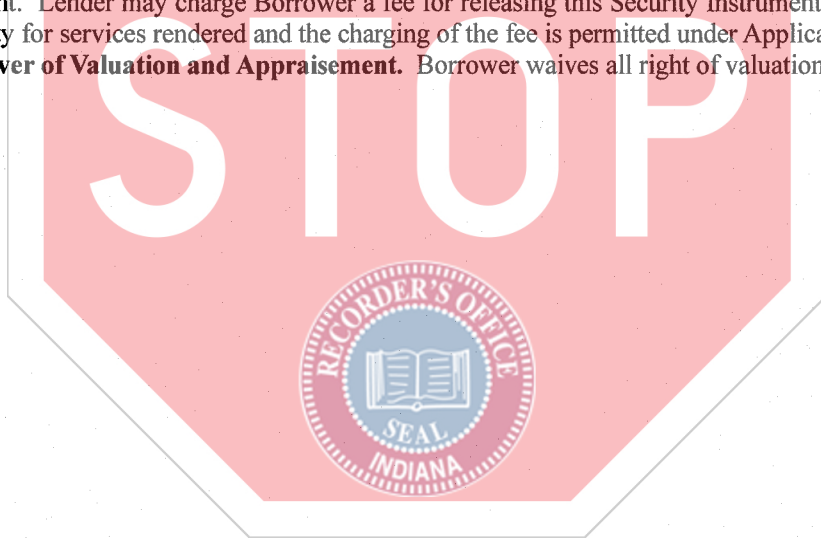 nt. Lender may charge Borrower a fee for releasing this Security Instrument
y for services rendered and the charging of the fee is permitted under Applica
ver of Valuation and Appraisement. Borrower waives all right of valuation
STOP
RECORDER'S OFFICE
SEAL
INDIANA